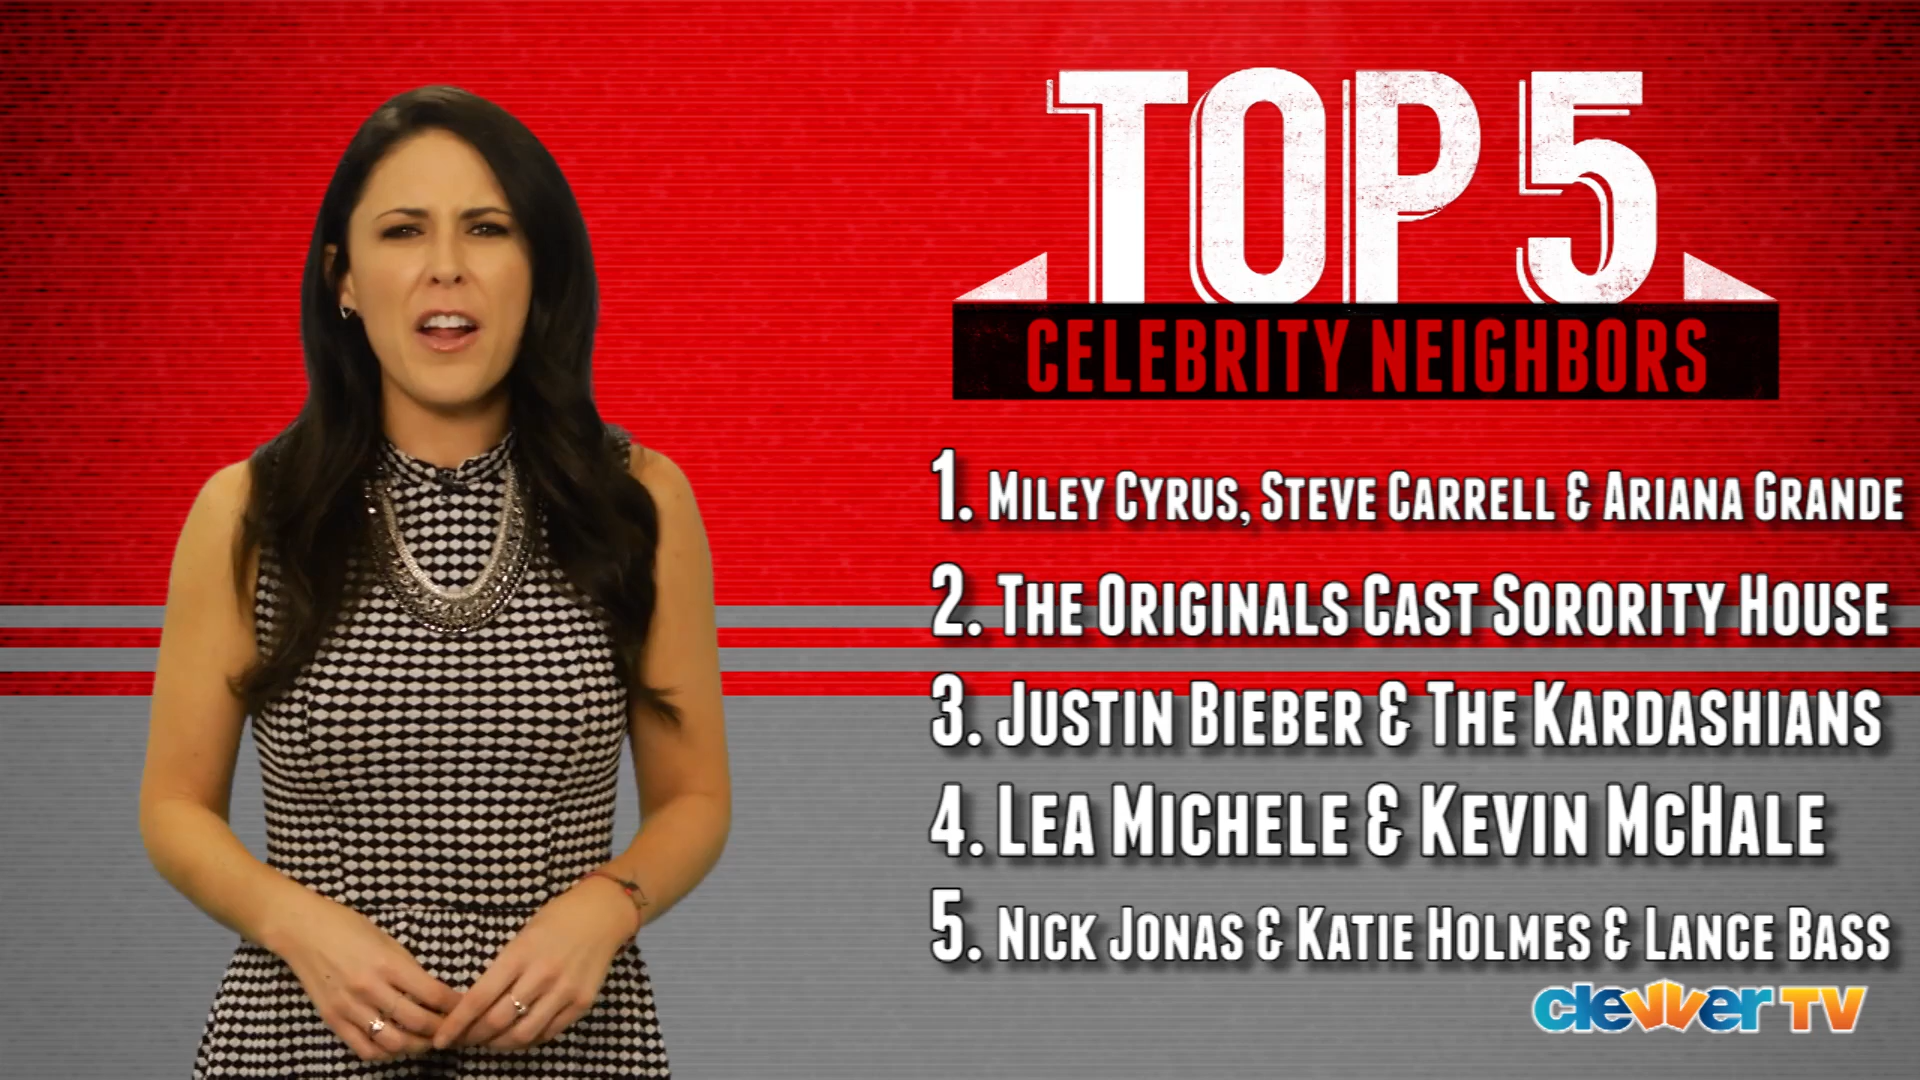 TOP 5
CELEBRITY NEIGHBORS
1. MILEY CYRUS, STEVE CARRELL & ARIANA GRANDE
2. THE ORIGINALS CAST SORORITY HOUSE
3. JUSTIN BIEBER & THE KARDASHIANS
4. LEA MICHELE & KEVIN MCHALE
5. NICK JONAS & KATIE HOLMES & LANCE BASS
clevver TV